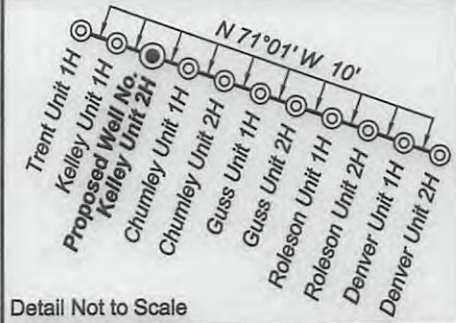 N 71°01' W 10'
Trent Unit 1H
Kelley Unit 1H
Proposed Well No.
Kelley Unit 2H
Chumley Unit 1H
Chumley Unit 2H
Guss Unit 1H
Guss Unit 2H
Roleson Unit 1H
Roleson Unit 2H
Denver Unit 1H
Denver Unit 2H
Detail Not to Scale